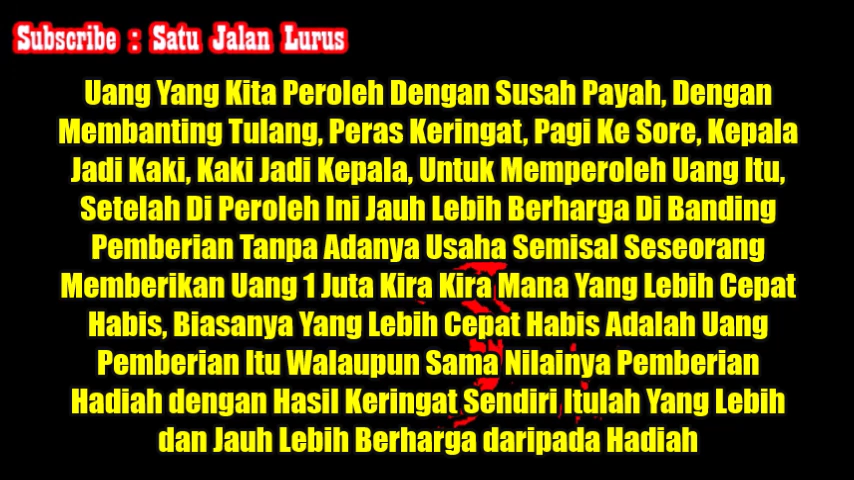 Subscribe : Satu Jalan Lurus
Uang Yang Kita Peroleh Dengan Susah Payah, Dengan
Membanting Tulang, Peras Keringat, Pagi Ke Sore, Kepala
Jadi Kaki, Kaki Jadi Kepala, Untuk Memperoleh Uang Itu,
Setelah Di Peroleh Ini Jauh Lebih Berharga Di Banding
Pemberian Tanpa Adanya Usaha Semisal Seseorang
Memberikan Uang 1 Juta Kira Kira Mana Yang Lebih Cepat
Habis, Biasanya Yang Lebih Cepat Habis Adalah Uang
Pemberian Itu Walaupun Sama Nilainya Pemberian
Hadiah dengan Hasil Keringat Sendiri Itulah Yang Lebih
dan Jauh Lebih Berharga daripada Hadiah